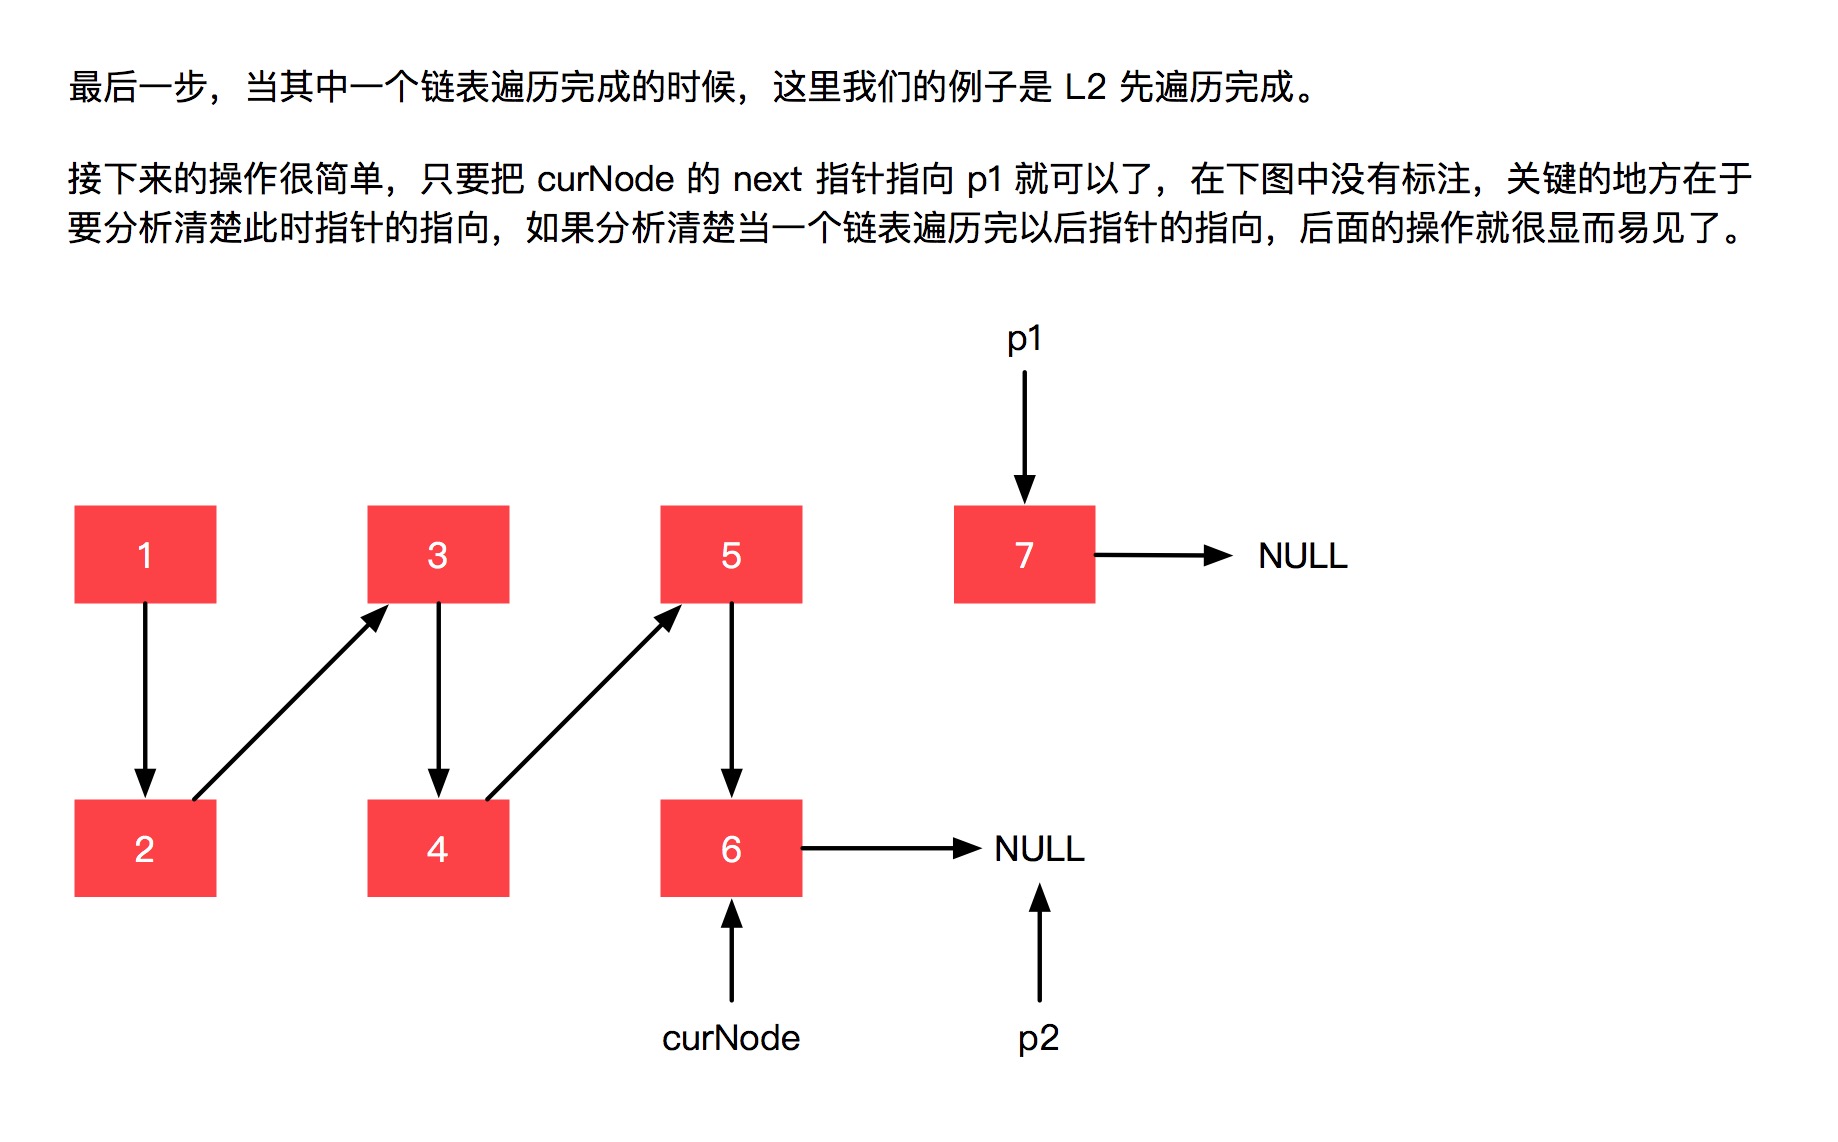 最后一步，当其中一个链表遍历完成的时候，这里我们的例子是 L2 先遍历完成。
接下来的操作很简单，只要把 curNode 的 next 指针指向 p1 就可以了，在下图中没有标注，关键的地方在于
要分析清楚此时指针的指向，如果分析清楚当一个链表遍历完以后指针的指向，后面的操作就很显而易见了。
p1
1
3
5
7
NULL
2
4
6
NULL
curNode
p2